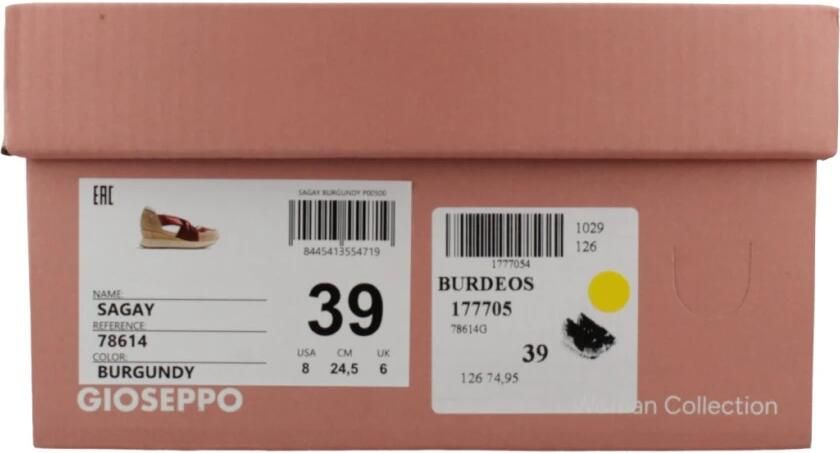 EAC
SAGAY BURGUNDY P00500
8445413554719
NAME:
SAGAY
REFERENCE:
78614
COLOR:
BURGUNDY
39
USA CM UK
8 24,5 6
GIOSEPPO
1029
126
1777054
BURDEOS
177705
78614G
39
126 74,95
Woman Collection